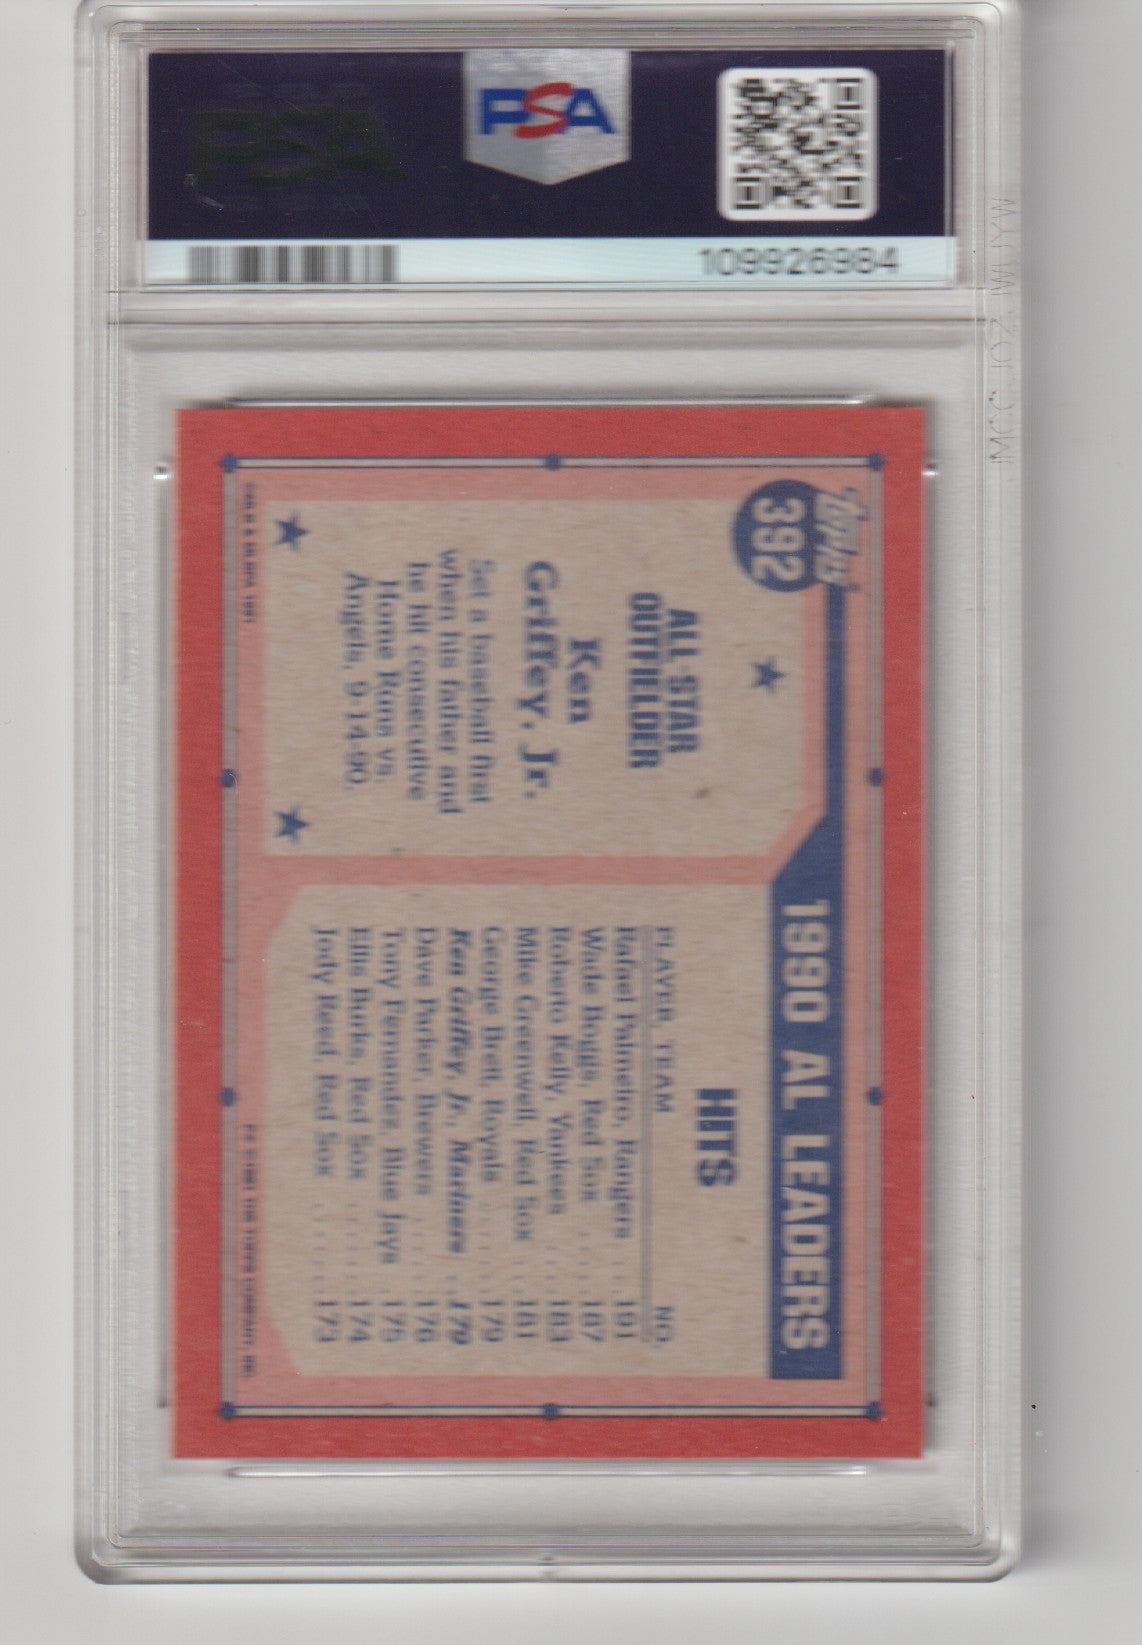 PSA
PSA
109926984
WWW.PSACARD.COM
Topps
392
1990 AL LEADERS
ALL STAR
OUTFIELDER
Ken
Griffey, Jr.
Set a baseball first
when his father and
he hit consecutive
Home Runs vs
Angels, 9-14-90.
HITS
PLAYER, TEAM NO.
Rafael Palmeiro, Rangers . . . 191
Wade Boggs, Red Sox . . . . . 187
Roberto Kelly, Yankees . . . . 183
Mike Greenwell, Red Sox . . . 181
George Brett, Royals . . . . . 179
Ken Griffey, Jr., Mariners . . . 179
Dave Parker, Brewers . . . . . 176
Tony Fernandez, Blue Jays . . 175
Ellis Burks, Red Sox . . . . . 174
Jody Reed, Red Sox . . . . . . 173